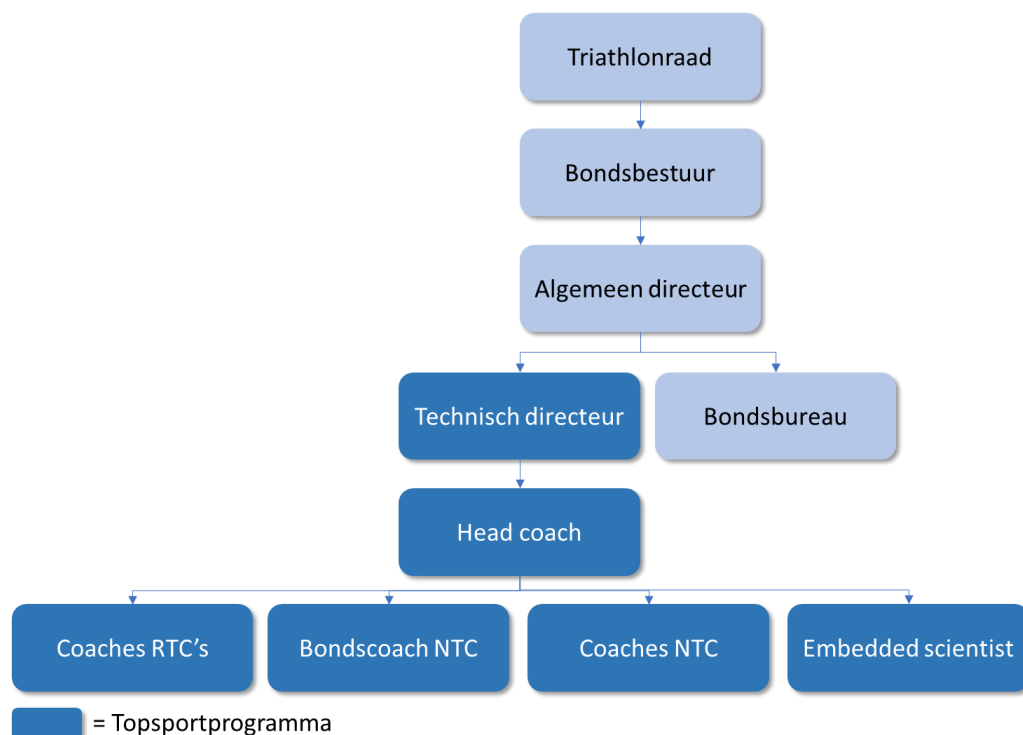 Triathlonraad
Bondsbestuur
Algemeen directeur
Technisch directeur
Bondsbureau
Head coach
Coaches RTC’s
Bondscoach NTC
Coaches NTC
Embedded scientist
= Topsportprogramma